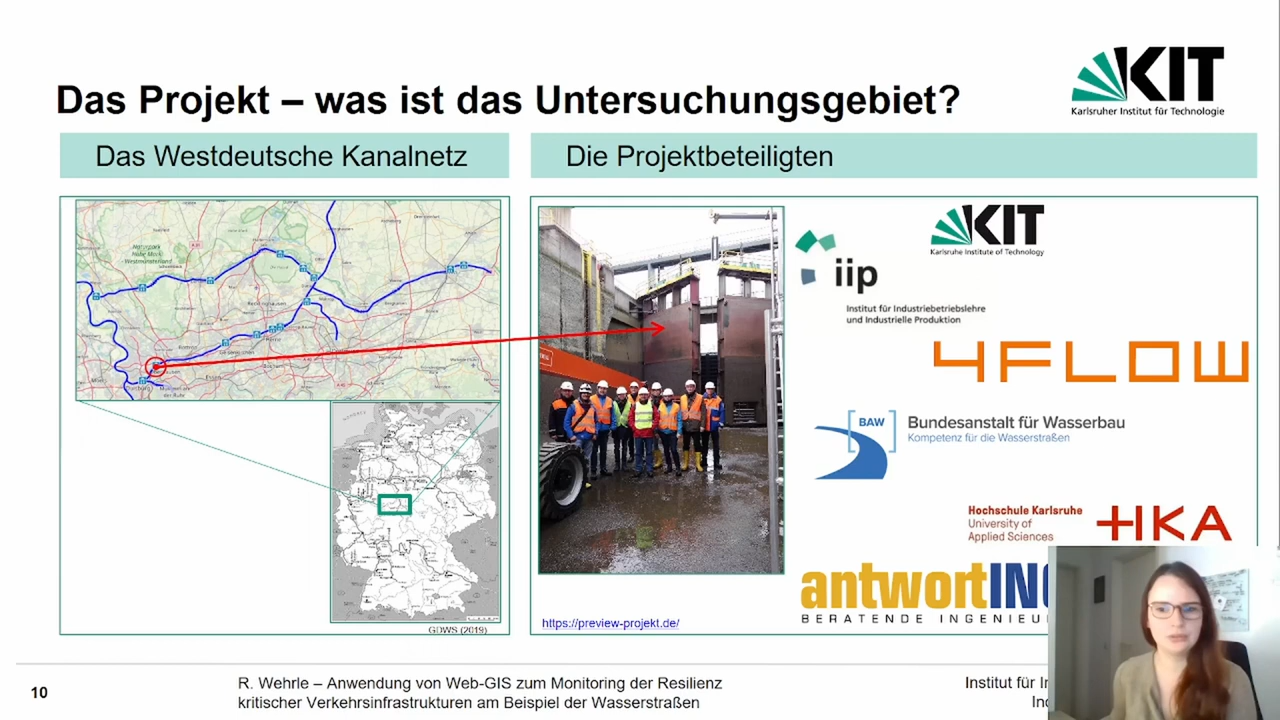 KIT
Karlsruher Institut für Technologie
Das Projekt – was ist das Untersuchungsgebiet?
Das Westdeutsche Kanalnetz
Die Projektbeteiligten
KIT
Karlsruhe Institute of Technology
iip
Institut für Industriebetriebslehre
und Industrielle Produktion
4FLOW
BAW
Bundesanstalt für Wasserbau
Kompetenz für die Wasserstraßen
Hochschule Karlsruhe
University of
Applied Sciences
HKA
antwortING
BERATENDE INGENIEU
GDWS (2019)
https://preview-projekt.de/
10
R. Wehrle – Anwendung von Web-GIS zum Monitoring der Resilienz
kritischer Verkehrsinfrastrukturen am Beispiel der Wasserstraßen
Institut für